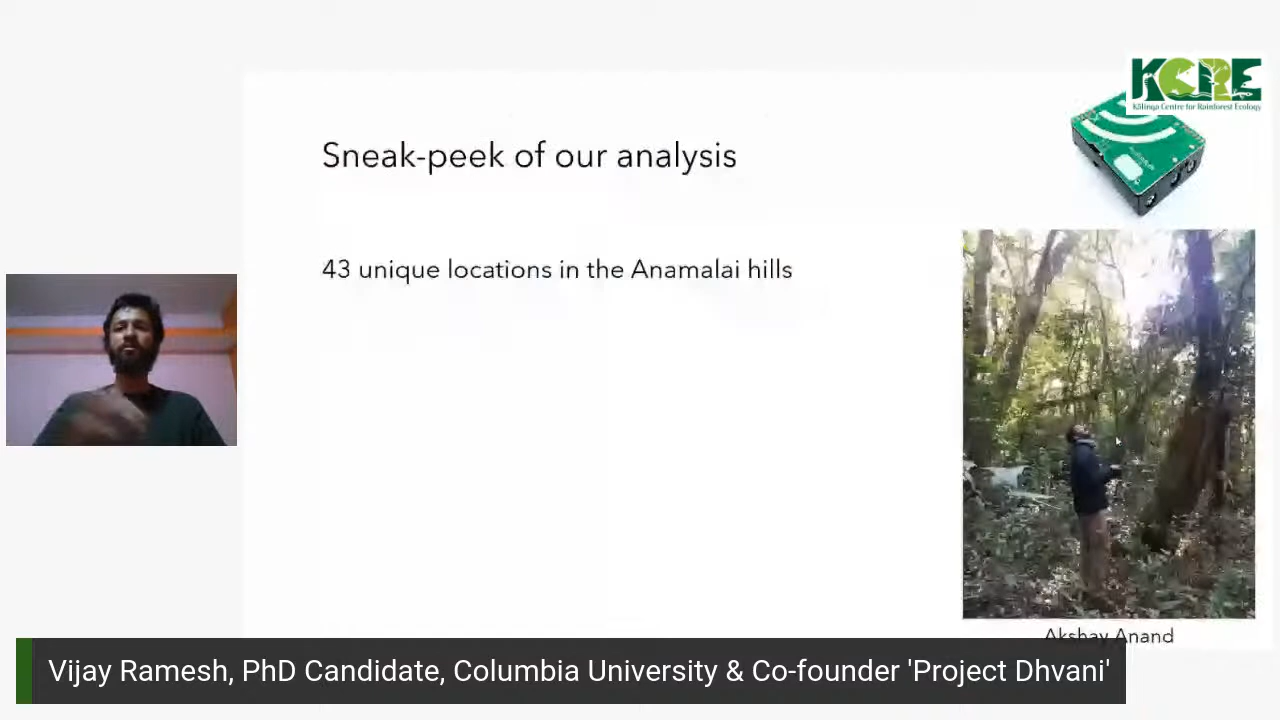 KCRE
Kalinga Centre for Rainforest Ecology
Sneak-peek of our analysis
43 unique locations in the Anamalai hills
Akshay Anand
Vijay Ramesh, PhD Candidate, Columbia University & Co-founder 'Project Dhvani'